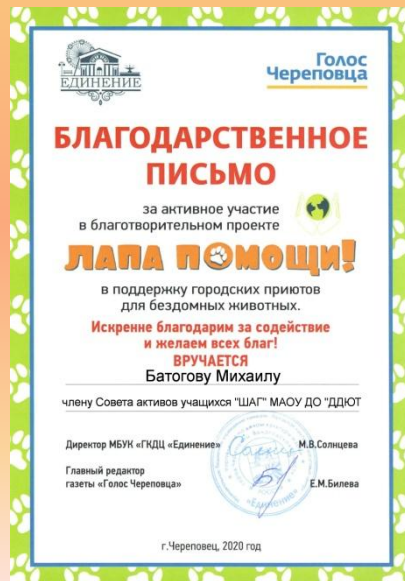 ЕДИНЕНИЕ
Голос
Череповца
БЛАГОДАРСТВЕННОЕ
ПИСЬМО
за активное участие
в благотворительном проекте
ЛАПА ПОМОЩИ!
в поддержку городских приютов
для бездомных животных.
Искренне благодарим за содействие
и желаем всех благ!
ВРУЧАЕТСЯ
Батогову Михаилу
члену Совета активов учащихся "ШАГ" МАОУ ДО "ДДЮТ
Директор МБУК «ГКДЦ «Единение» М.В.Солнцева
Главный редактор
газеты «Голос Череповца» Е.М.Билева
«ЕДИНЕНИЕ»
г.Череповец, 2020 год